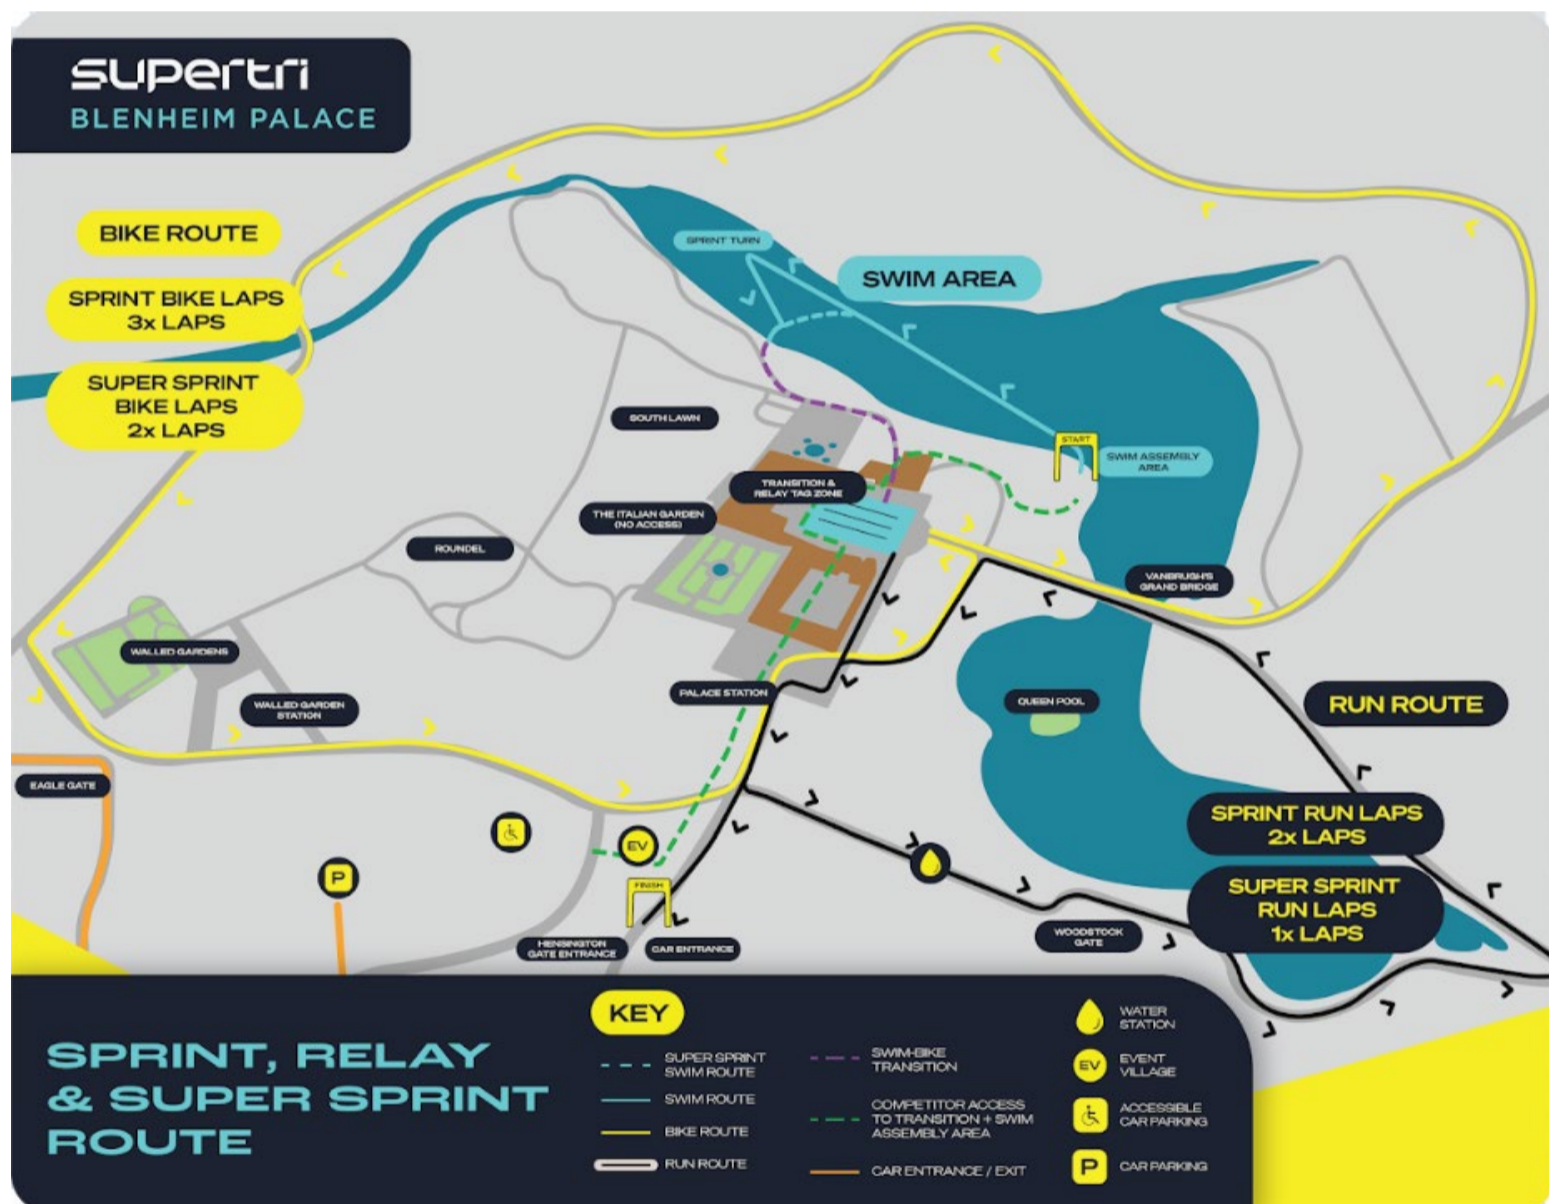 supertri
BLENHEIM PALACE
BIKE ROUTE
SPRINT BIKE LAPS
3x LAPS
SUPER SPRINT
BIKE LAPS
2x LAPS
SPRINT TURN
SWIM AREA
START
SWIM ASSEMBLY
AREA
SOUTH LAWN
TRANSITION &
RELAY TAG ZONE
THE ITALIAN GARDEN
(NO ACCESS)
ROUNDEL
VANBRUGH'S
GRAND BRIDGE
WALLED GARDENS
WALLED GARDEN
STATION
PALACE STATION
QUEEN POOL
RUN ROUTE
EAGLE GATE
SPRINT RUN LAPS
2x LAPS
SUPER SPRINT
RUN LAPS
1x LAPS
EV
P
FINISH
HENSINGTON
GATE ENTRANCE
CAR ENTRANCE
WOODSTOCK
GATE
SPRINT, RELAY
& SUPER SPRINT
ROUTE
KEY
SUPER SPRINT
SWIM ROUTE
SWIM ROUTE
BIKE ROUTE
RUN ROUTE
SWIM-BIKE
TRANSITION
COMPETITOR ACCESS
TO TRANSITION + SWIM
ASSEMBLY AREA
CAR ENTRANCE / EXIT
WATER
STATION
EV
EVENT
VILLAGE
ACCESSIBLE
CAR PARKING
P
CAR PARKING